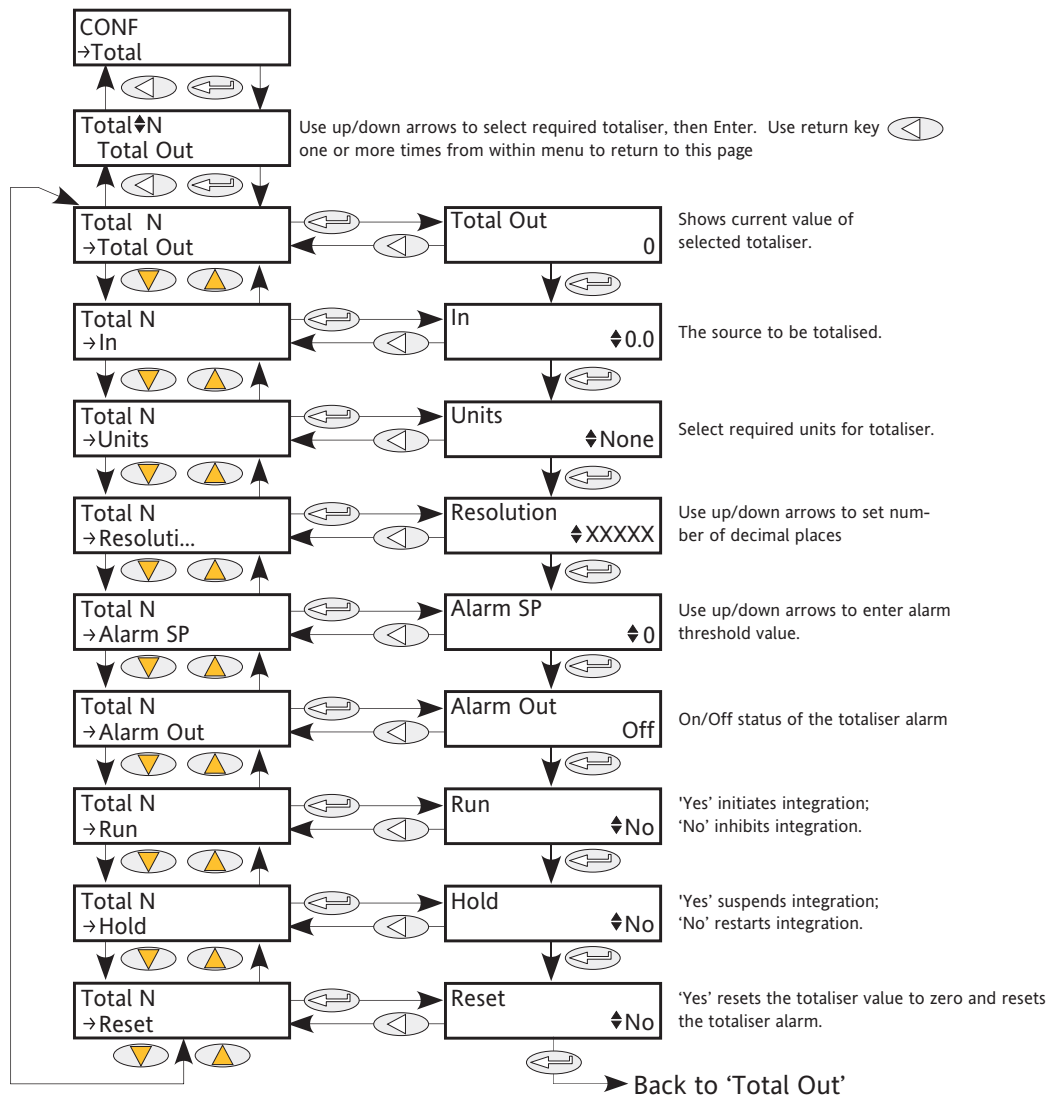 CONF
→Total
Total♦N
Total Out
Use up/down arrows to select required totaliser, then Enter. Use return key
one or more times from within menu to return to this page
Total N
→Total Out
Total Out
0
Shows current value of
selected totaliser.
Total N
→In
In
♦0.0
The source to be totalised.
Total N
→Units
Units
♦None
Select required units for totaliser.
Total N
→Resoluti...
Resolution
♦XXXXX
Use up/down arrows to set num-
ber of decimal places
Total N
→Alarm SP
Alarm SP
♦0
Use up/down arrows to enter alarm
threshold value.
Total N
→Alarm Out
Alarm Out
Off
On/Off status of the totaliser alarm
Total N
→Run
Run
♦No
'Yes’ initiates integration;
‘No’ inhibits integration.
Total N
→Hold
Hold
♦No
'Yes’ suspends integration;
‘No’ restarts integration.
Total N
→Reset
Reset
♦No
‘Yes’ resets the totaliser value to zero and resets
the totaliser alarm.
Back to ‘Total Out’